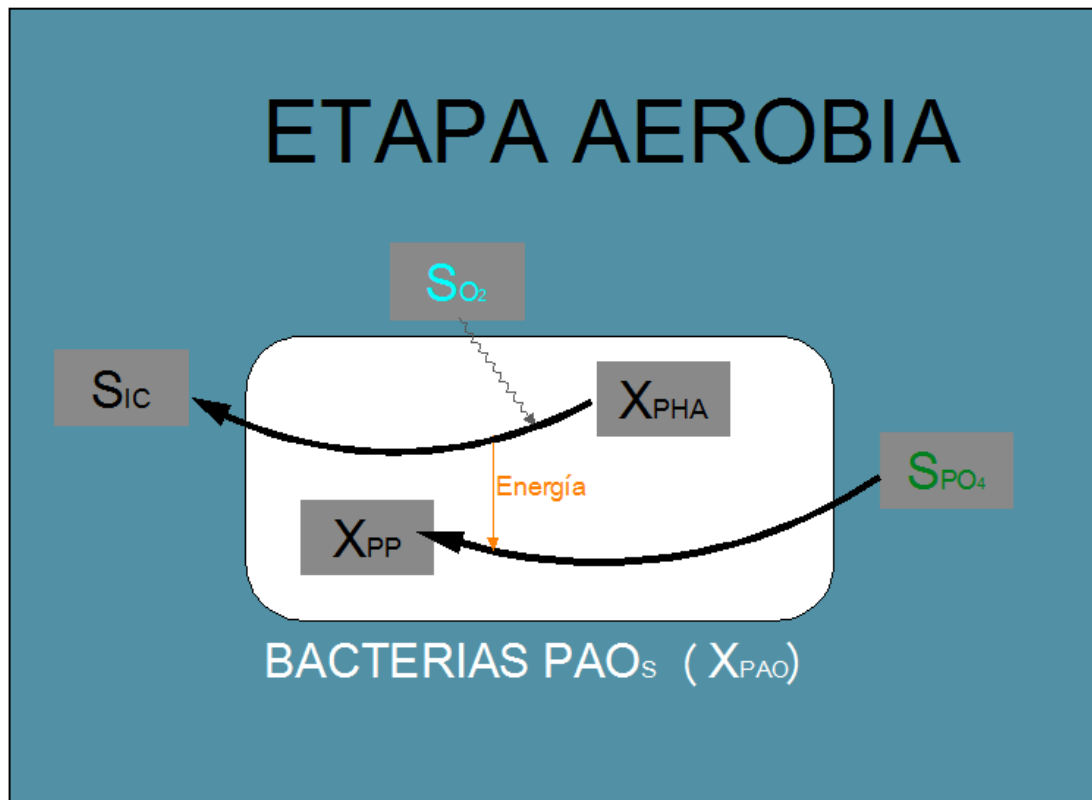 ETAPA AEROBIA
SO₂
SIC
XPHA
SPO₄
Energía
XPP
BACTERIAS PAOS ( XPAO)